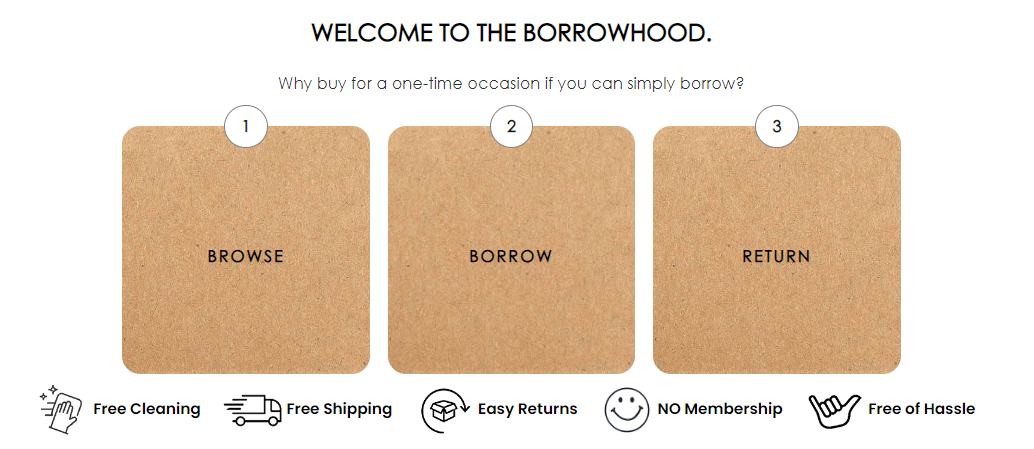 WELCOME TO THE BORROWHOOD.
Why buy for a one-time occasion if you can simply borrow?
1
2
3
BROWSE
BORROW
RETURN
Free Cleaning
Free Shipping
Easy Returns
NO Membership
Free of Hassle